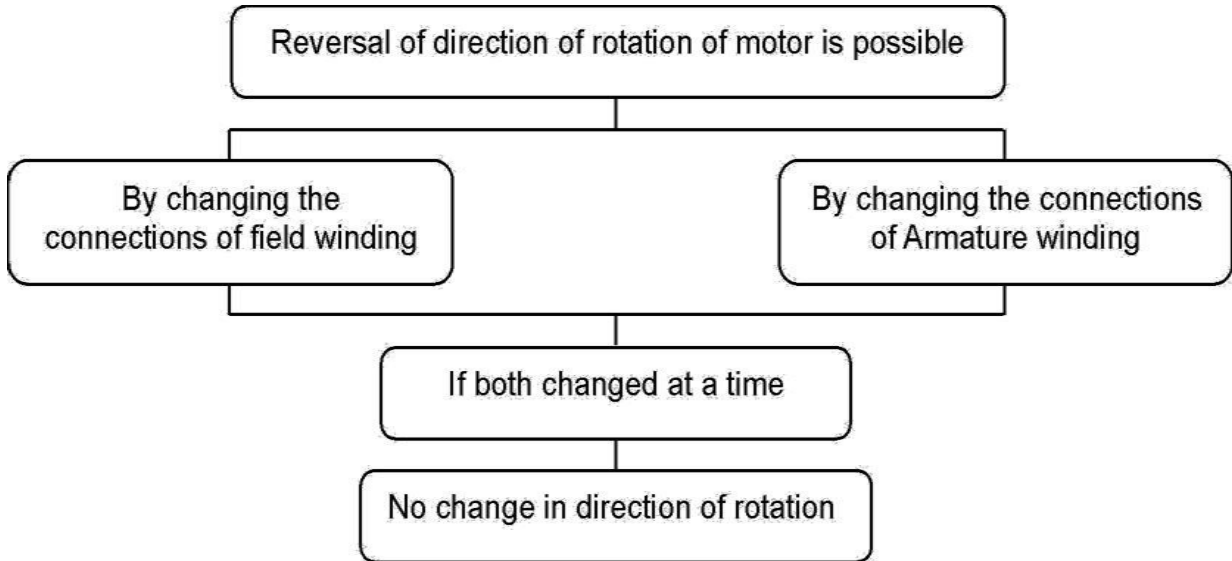 Reversal of direction of rotation of motor is possible
By changing the
connections of field winding
By changing the connections
of Armature winding
If both changed at a time
No change in direction of rotation